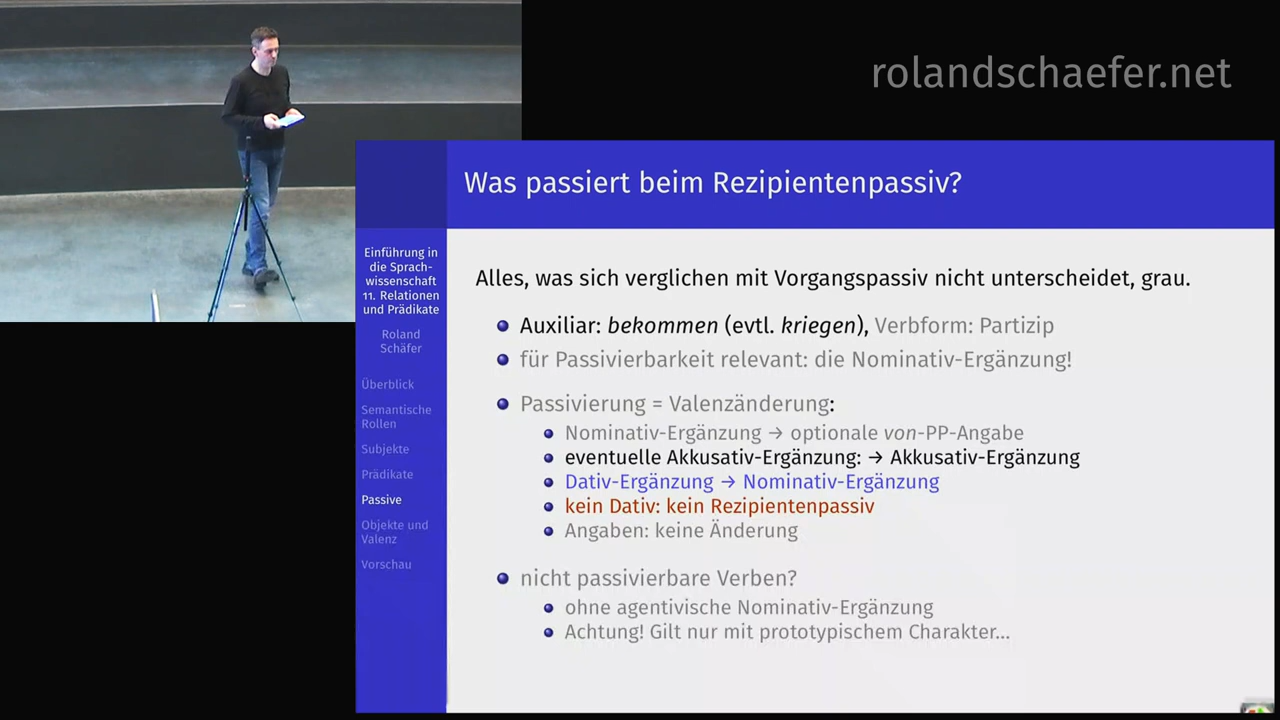 rolandschaefer.net
Was passiert beim Rezipientenpassiv?
Einführung in
die Sprach-
wissenschaft
11. Relationen
und Prädikate
Roland
Schäfer
Überblick
Semantische
Rollen
Subjekte
Prädikate
Passive
Objekte und
Valenz
Vorschau
Alles, was sich verglichen mit Vorgangspassiv nicht unterscheidet, grau.
Auxiliar: bekommen (evtl. kriegen), Verbform: Partizip
für Passivierbarkeit relevant: die Nominativ-Ergänzung!
Passivierung = Valenzänderung:
Nominativ-Ergänzung → optionale von-PP-Angabe
eventuelle Akkusativ-Ergänzung: → Akkusativ-Ergänzung
Dativ-Ergänzung → Nominativ-Ergänzung
kein Dativ: kein Rezipientenpassiv
Angaben: keine Änderung
nicht passivierbare Verben?
ohne agentivische Nominativ-Ergänzung
Achtung! Gilt nur mit prototypischem Charakter...